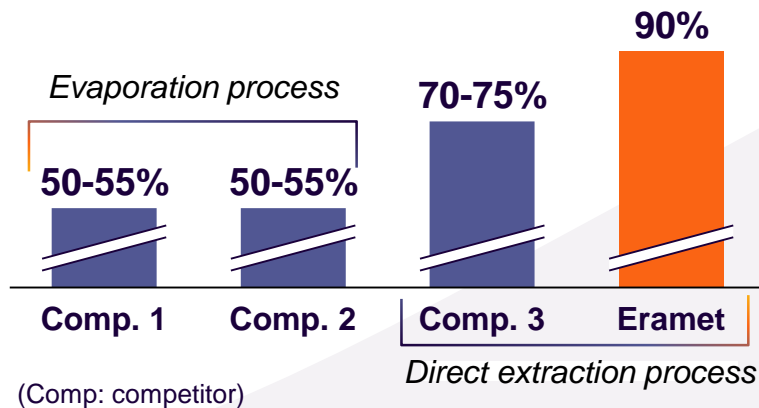 90%
Evaporation process
70-75%
50-55% 50-55%
Comp. 1 Comp. 2 Comp. 3 Eramet
Direct extraction process
(Comp: competitor)